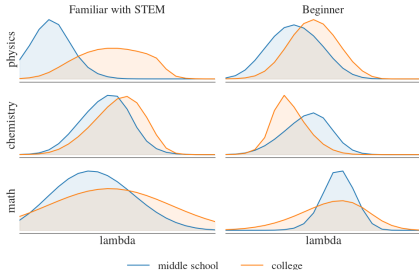 Familiar with STEM
Beginner
physics
chemistry
math
lambda
lambda
middle school
college